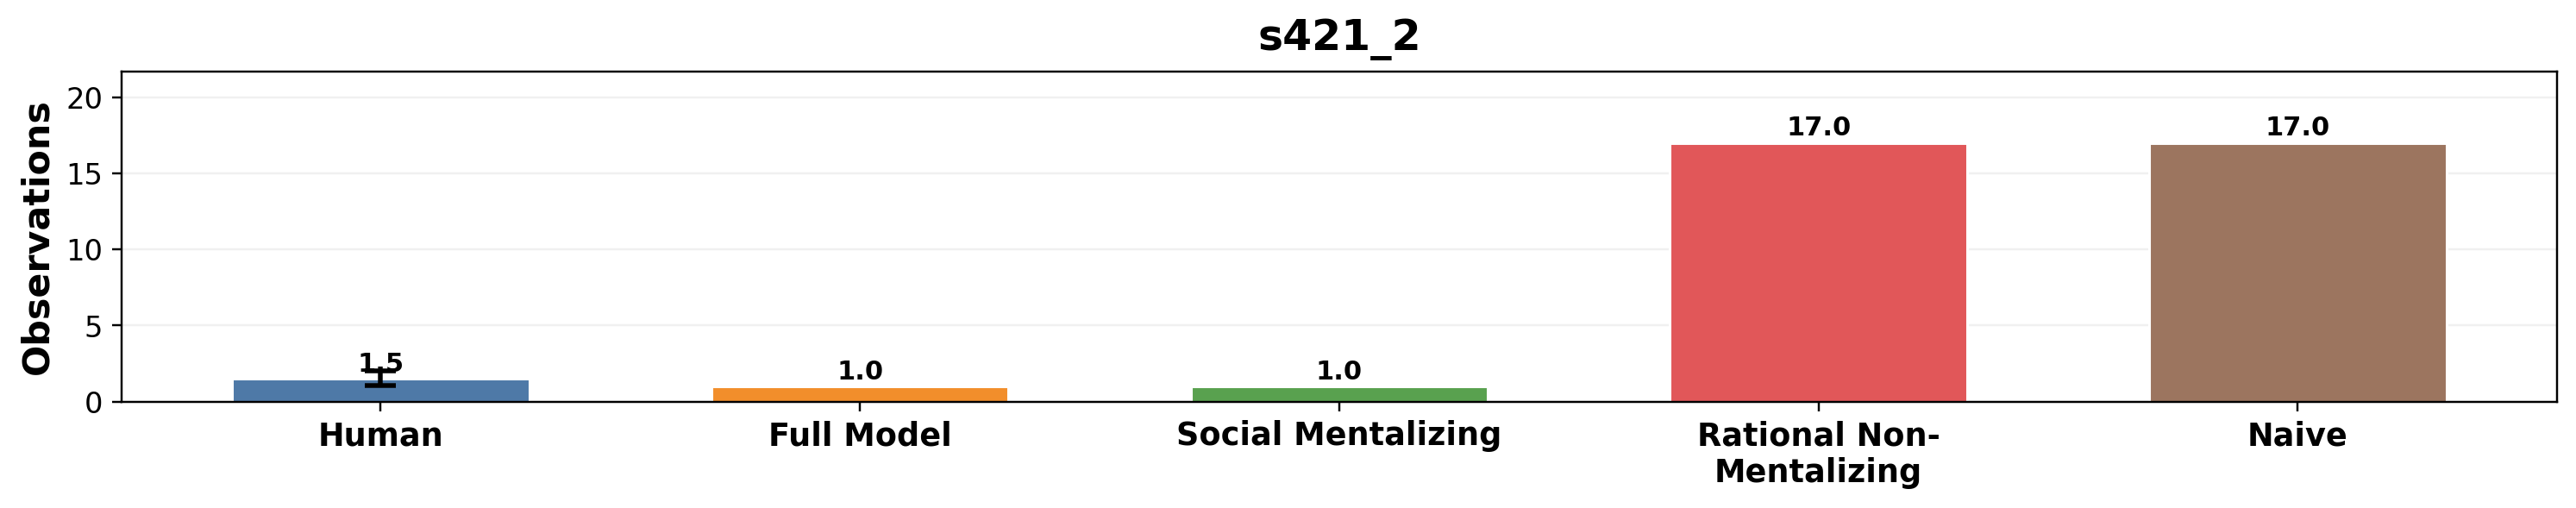 s421_2
Observations
20
15
10
5
0
1.5
1.0
1.0
17.0
17.0
Human
Full Model
Social Mentalizing
Rational Non-
Mentalizing
Naive